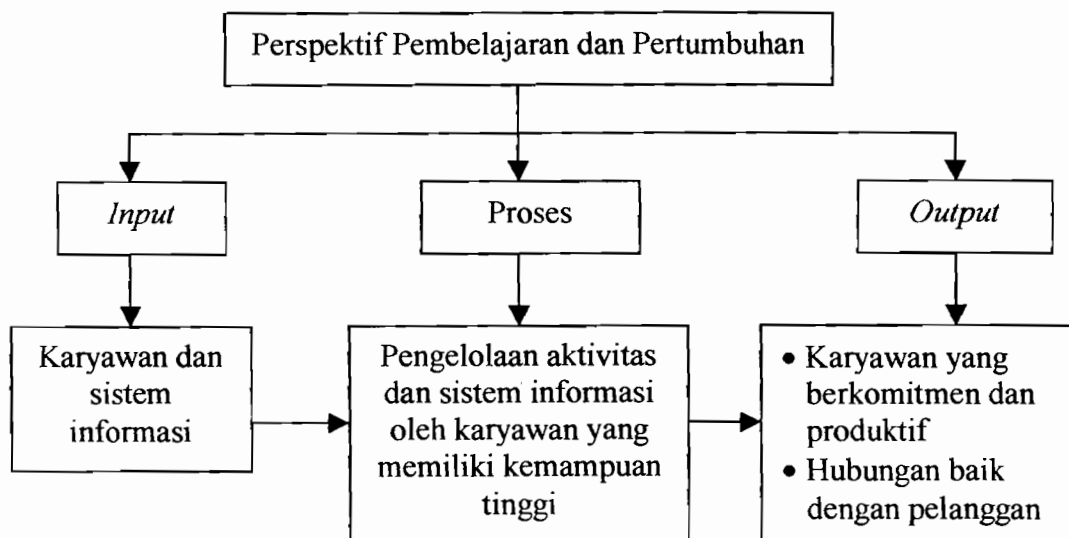 Perspektif Pembelajaran dan Pertumbuhan
Input
Proses
Output
Karyawan dan
sistem
informasi
Pengelolaan aktivitas
dan sistem informasi
oleh karyawan yang
memiliki kemampuan
tinggi
• Karyawan yang
berkomitmen dan
produktif
• Hubungan baik
dengan pelanggan